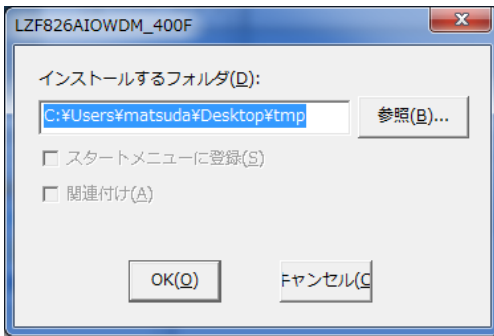 LZF826AIOWDM_400F
インストールするフォルダ(D):
C:¥Users¥matsuda¥Desktop¥tmp
参照(B)...
スタートメニューに登録(S)
関連付け(A)
OK(O)
キャンセル(C